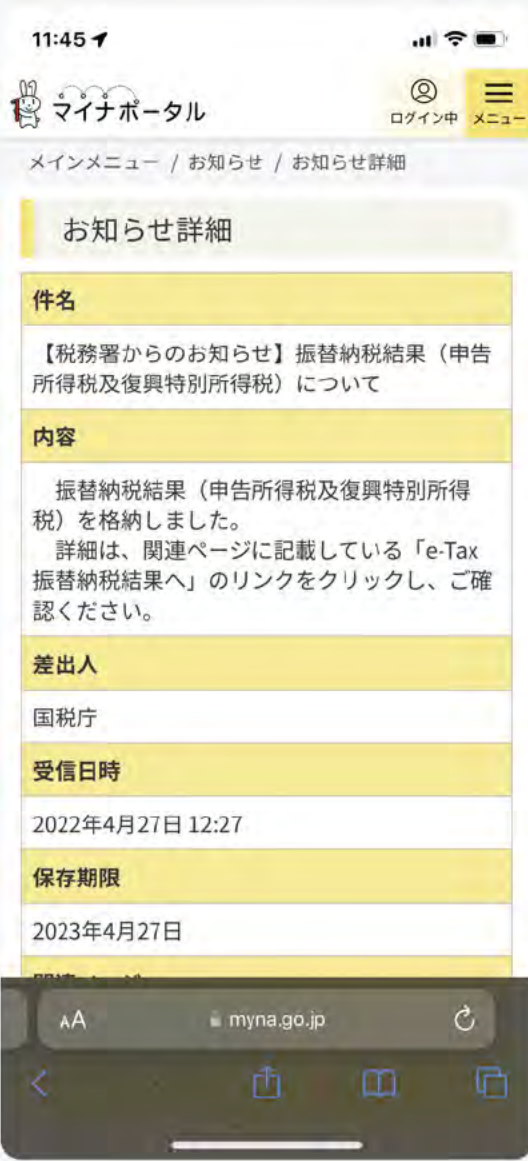 11:45
マイナポータル
ログイン中
メニュー
メインメニュー / お知らせ / お知らせ詳細
お知らせ詳細
件名
【税務署からのお知らせ】振替納税結果（申告
所得税及復興特別所得税）について
内容
振替納税結果（申告所得税及復興特別所得
税）を格納しました。
詳細は、関連ページに記載している「e-Tax
振替納税結果へ」のリンクをクリックし、ご確
認ください。
差出人
国税庁
受信日時
2022年4月27日 12:27
保存期限
2023年4月27日
AA
myna.go.jp